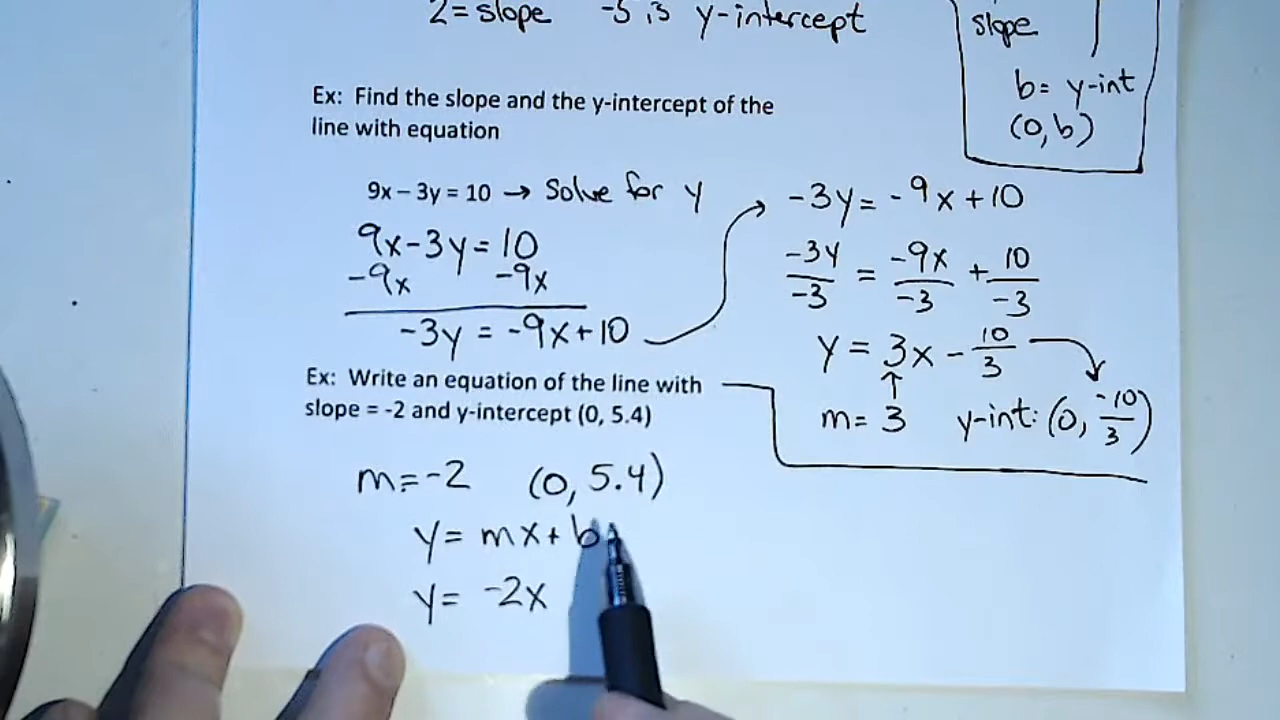 2 = slope -5 is y-intercept
slope
b = y-int
(0, b)
Ex: Find the slope and the y-intercept of the
line with equation
9x – 3y = 10 → Solve for y
9x - 3y = 10
-9x -9x
-3y = -9x + 10
-3y = -9x + 10
-3y/-3 = -9x/-3 + 10/-3
y = 3x - 10/3
↑
m = 3 y-int: (0, -10/3)
Ex: Write an equation of the line with
slope = -2 and y-intercept (0, 5.4)
m = -2 (0, 5.4)
y = mx + b
y = -2x